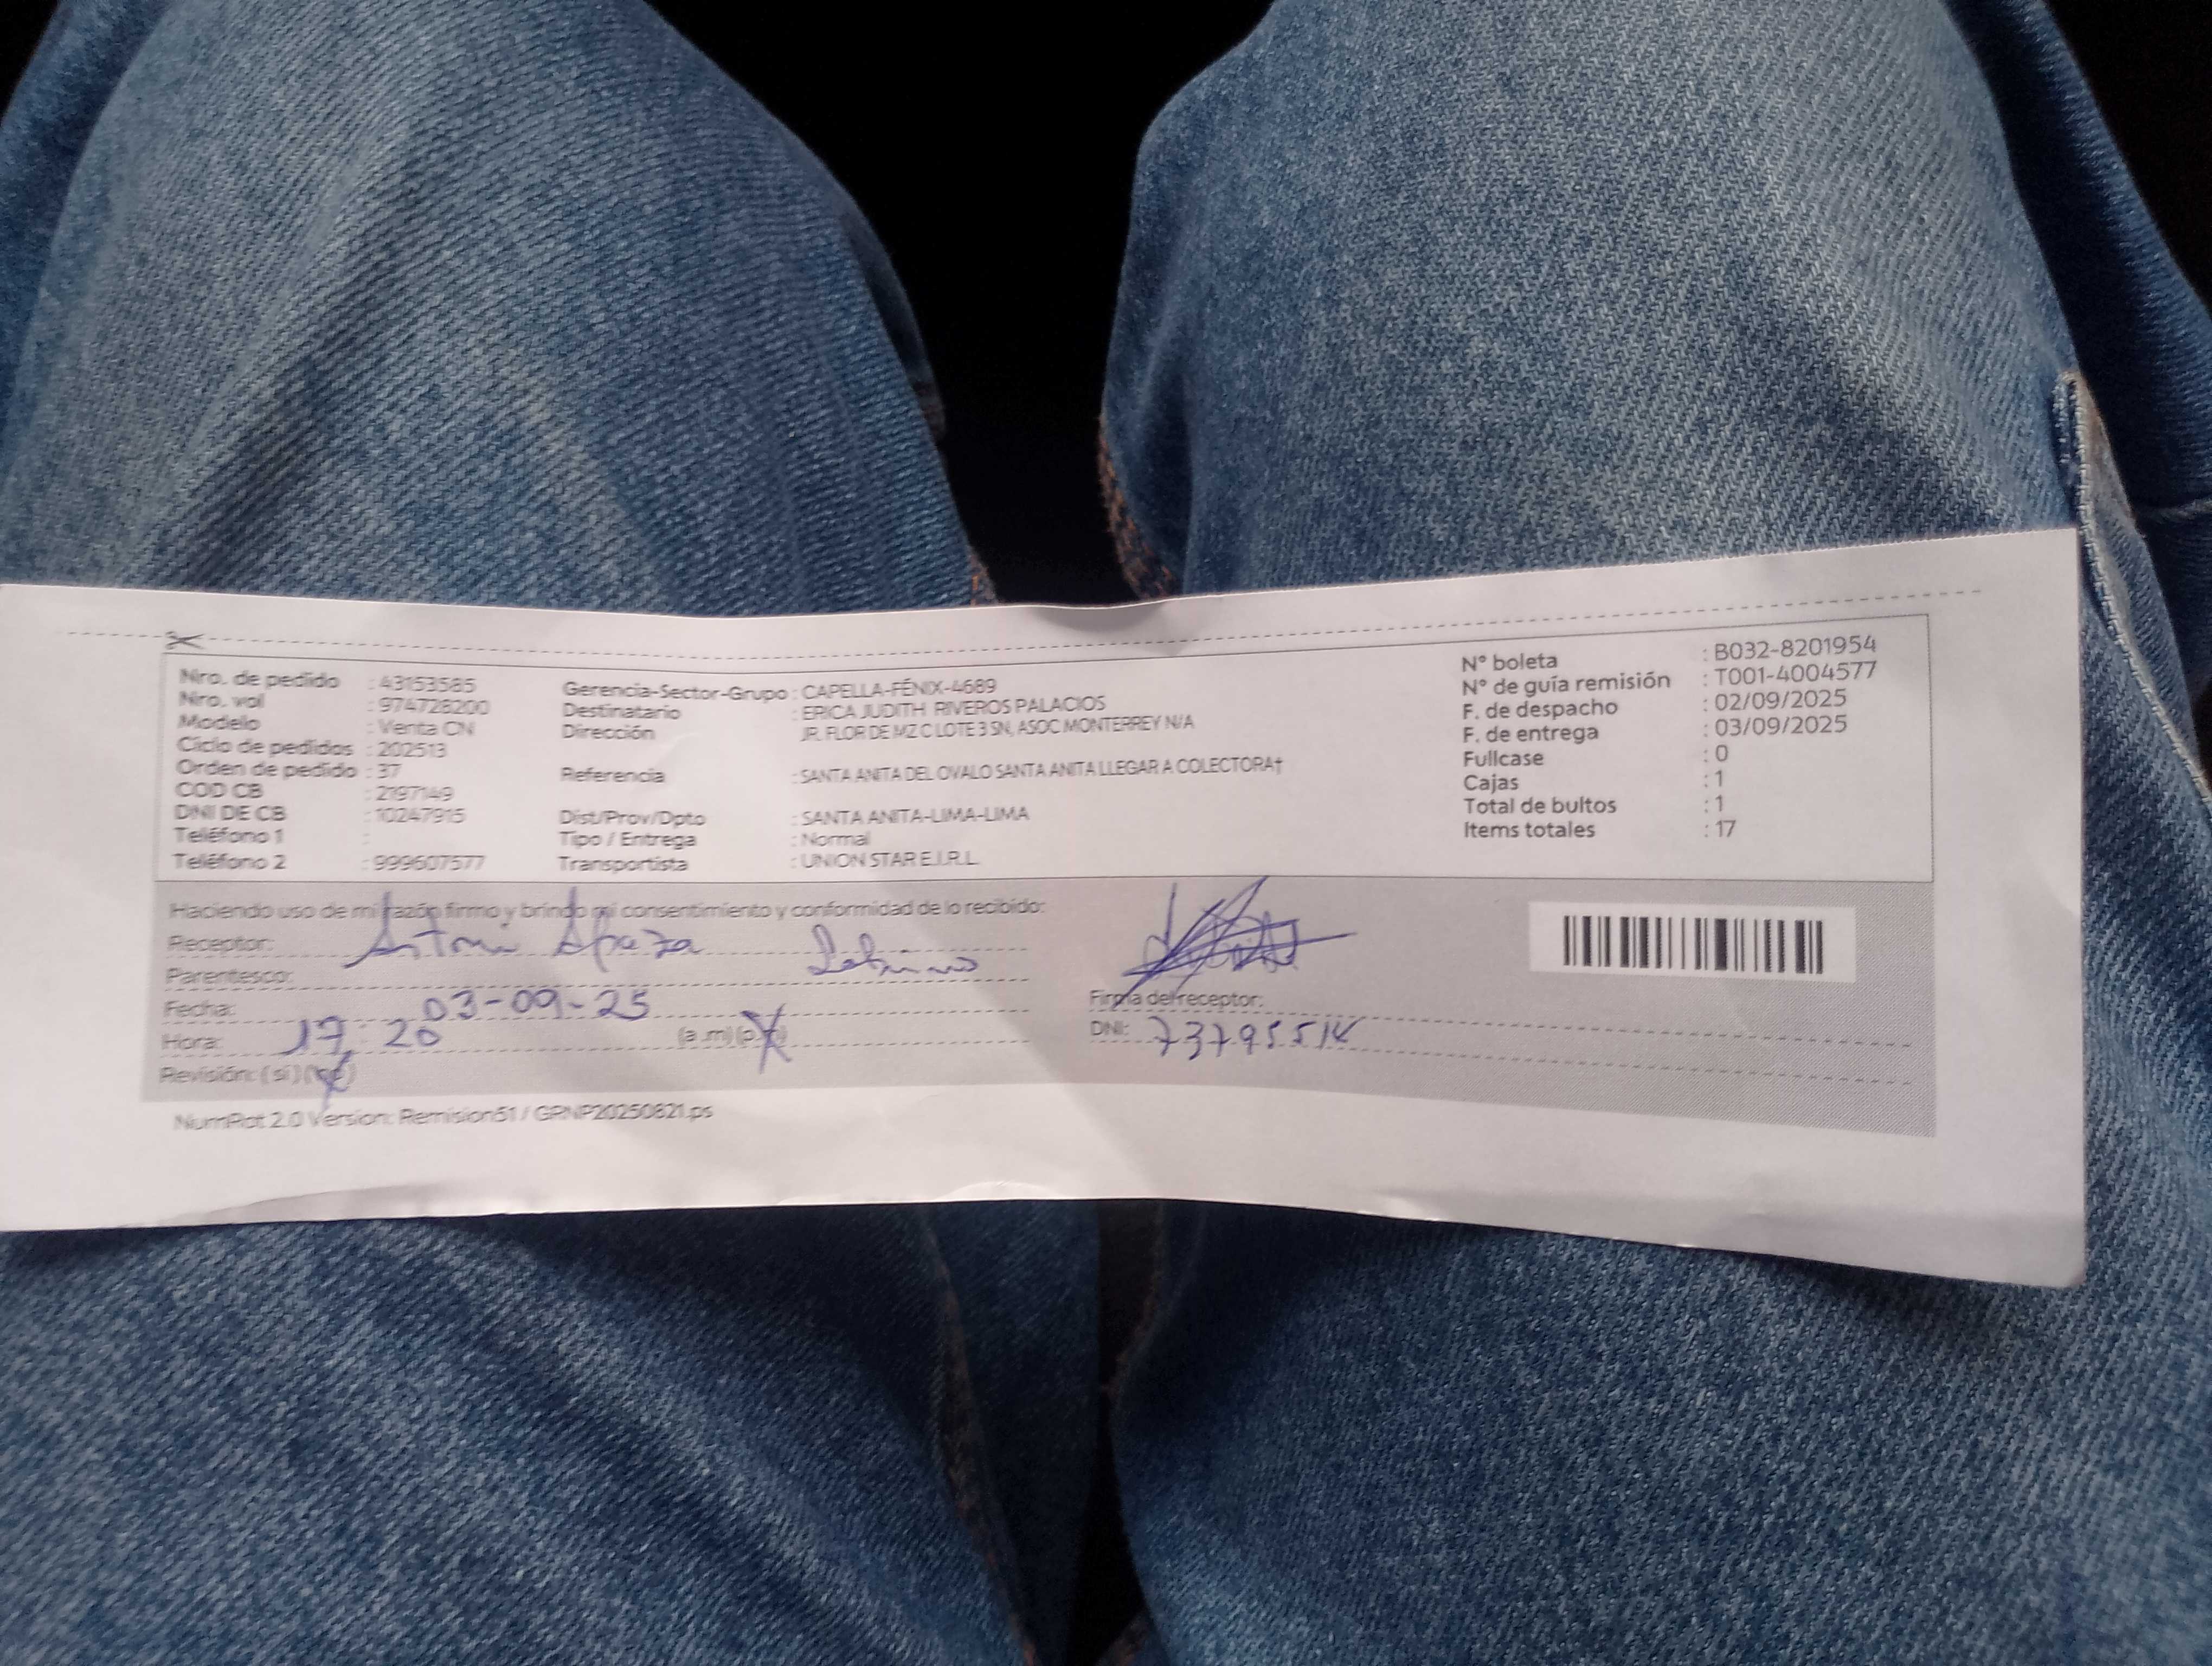 Nro. de pedido : 43153585
Nro. vol : 974728200
Modelo : Venta CN
Ciclo de pedidos : 202513
Orden de pedido : 37
COD CB : 2197149
DNI DE CB : 10247915
Teléfono 1 :
Teléfono 2 : 999607577
Gerencia-Sector-Grupo : CAPELLA-FÉNIX-4689
Destinatario : ERICA JUDITH RIVEROS PALACIOS
Dirección JR. FLOR DE MZ C LOTE 3 SN, ASOC MONTERREY N/A
Referencia : SANTA ANITA DEL OVALO SANTA ANITA LLEGAR A COLECTORA†
Dist/Prov/Dpto : SANTA ANITA-LIMA-LIMA
Tipo / Entrega : Normal
Transportista : UNION STAR E.I.R.L.
N° boleta : B032-8201954
N° de guía remisión : T001-4004577
F. de despacho : 02/09/2025
F. de entrega : 03/09/2025
Fullcase : 0
Cajas : 1
Total de bultos : 1
Items totales : 17
Haciendo uso de mi razón firmo y brindo mi consentimiento y conformidad de lo recibido:
Receptor: Apaza
Parentesco:
Fecha: 03-09-25
Hora: 17:20 (a.m) (p.m)
Revisión: (si) (no)
Firma del receptor:
DNI:
NumRot 2.0 Version: Remision51 / GRNP20250821.ps